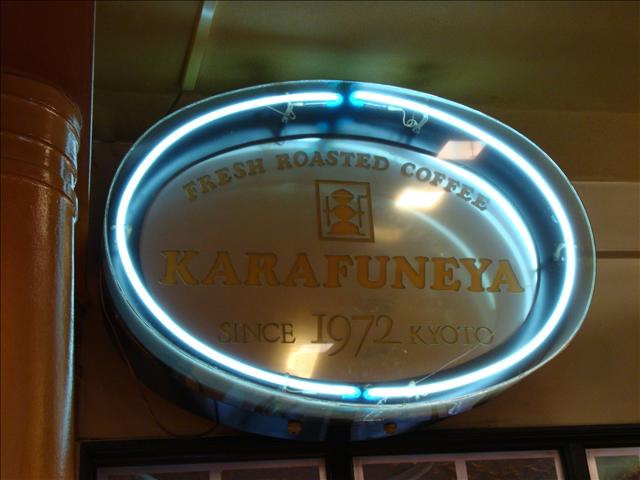 FRESH ROASTED COFFEE
KARAFUNEYA
SINCE 1972 KYOTO